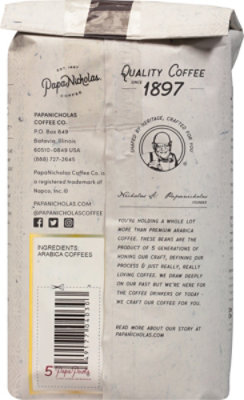 EST. 1897
PapaNicholas.
COFFEE
QUALITY COFFEE
SINCE 1897
SHAPED BY HERITAGE, CRAFTED FOR YOU
PAPANICHOLAS
COFFEE CO.
P.O. Box 849
Batavia, Illinois
60510-0849 USA
(888) 727-2645
PapaNicholas Coffee Co. is
a registered trademark of
Napco, Inc.®
PAPANICHOLAS.COM
@PAPANICHOLASCOFFEE
Nicholas A. Papanicholas
FOUNDER
YOU'RE HOLDING A WHOLE LOT
MORE THAN PREMIUM ARABICA
COFFEE. THESE BEANS ARE THE
PRODUCT OF 5 GENERATIONS OF
HONING OUR CRAFT, DEFINING OUR
PROCESS & JUST REALLY, REALLY
LOVING COFFEE. WE DRAW DEEPLY
ON OUR PAST BUT WE'RE HERE FOR
THE COFFEE DRINKERS OF TODAY -
WE CRAFT OUR COFFEE FOR YOU.
READ MORE ABOUT OUR STORY AT
PAPANICHOLAS.COM
INGREDIENTS:
ARABICA COFFEES
5 Papa Points